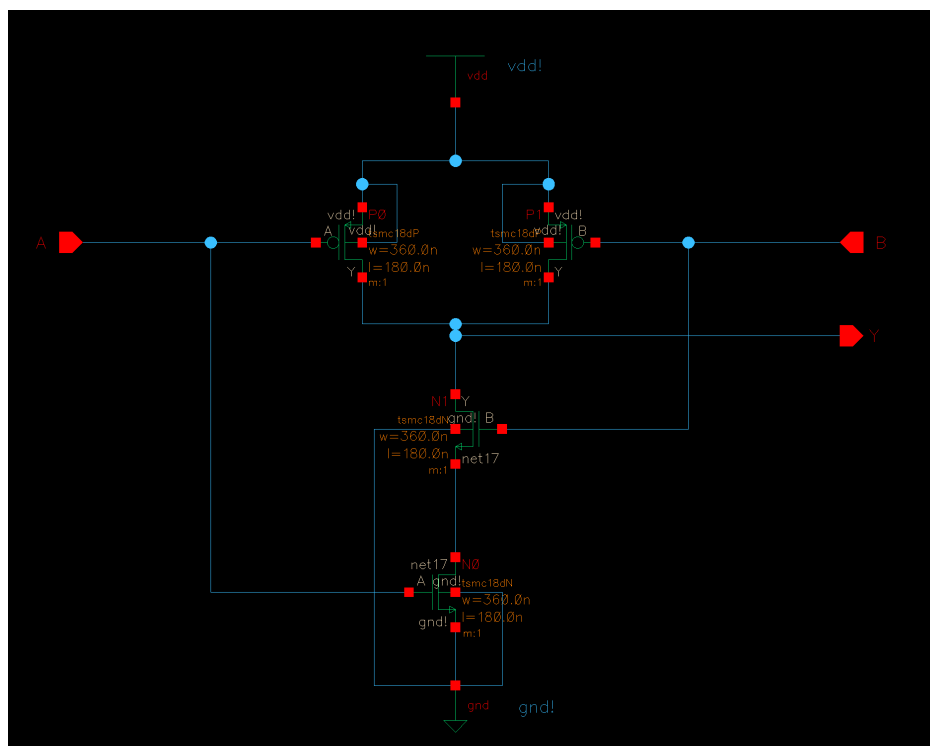 vdd!
vdd
vdd!
P0
P1
vdd!
A
vdd!
vdd!
B
A
B
tsmc18dP
tsmc18dP
w=360.0n
w=360.0n
l=180.0n
l=180.0n
Y
Y
m:1
m:1
Y
N1
Y
tsmc18dN
gnd!
B
w=360.0n
l=180.0n
net17
m:1
net17
N0
A
gnd!
tsmc18dN
w=360.0n
l=180.0n
gnd!
m:1
gnd
gnd!